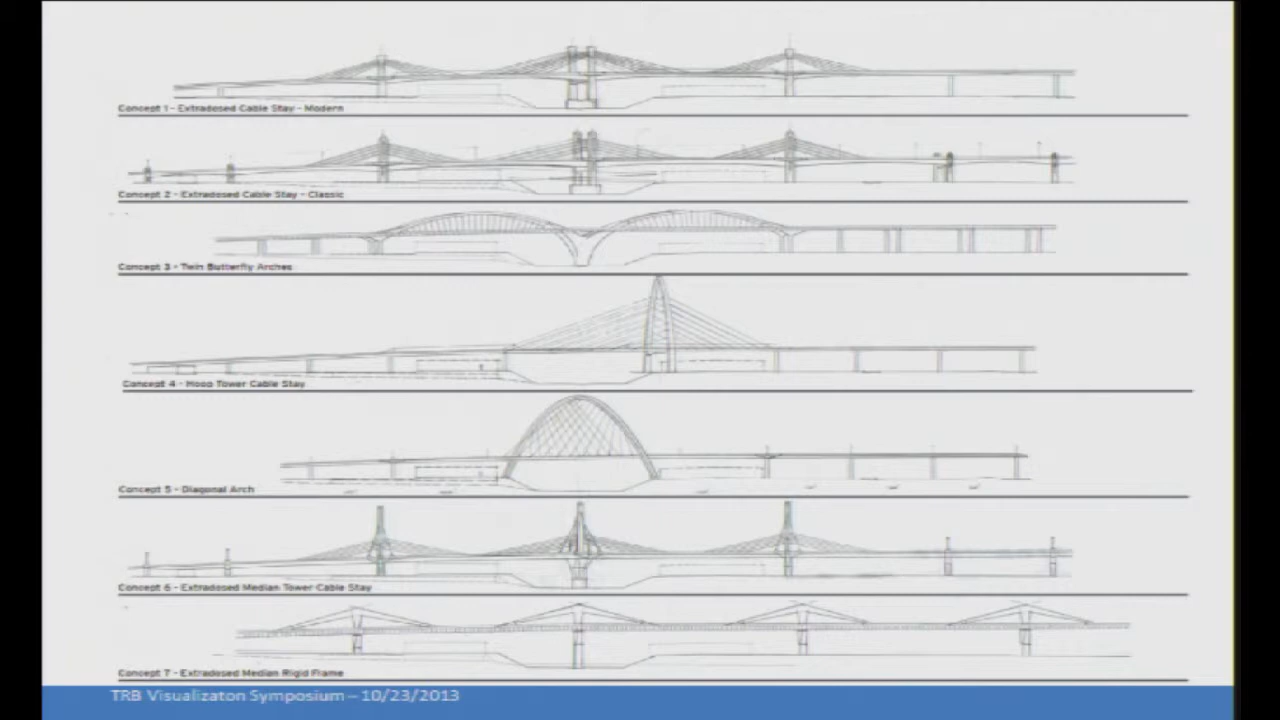 Concept 1 - Extradosed Cable Stay - Modern
Concept 2 - Extradosed Cable Stay - Classic
Concept 3 - Twin Butterfly Arches
Concept 4 - Hoop Tower Cable Stay
Concept 5 - Diagonal Arch
Concept 6 - Extradosed Median Tower Cable Stay
Concept 7 - Extradosed Median Rigid Frame
TRB Visualizaton Symposium – 10/23/2013